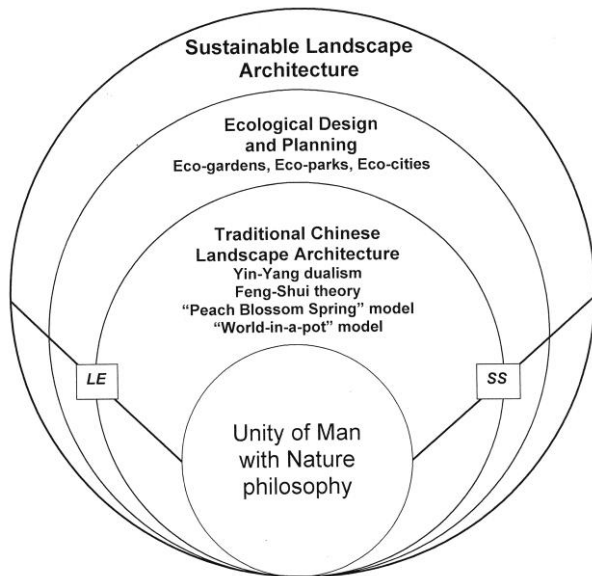 Sustainable Landscape
Architecture
Ecological Design
and Planning
Eco-gardens, Eco-parks, Eco-cities
Traditional Chinese
Landscape Architecture
Yin-Yang dualism
Feng-Shui theory
“Peach Blossom Spring” model
“World-in-a-pot” model
LE
SS
Unity of Man
with Nature
philosophy